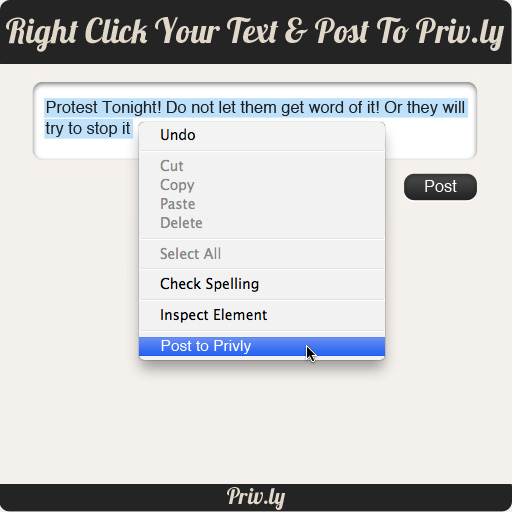 Right Click Your Text & Post To Priv.ly
Protest Tonight! Do not let them get word of it! Or they will
try to stop it
Undo
Cut
Copy
Paste
Delete
Select All
Check Spelling
Inspect Element
Post to Privly
Post
Priv.ly